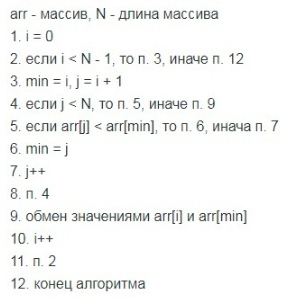 arr - массив, N - длина массива
1. i = 0
2. если i < N - 1, то п. 3, иначе п. 12
3. min = i, j = i + 1
4. если j < N, то п. 5, иначе п. 9
5. если arr[j] < arr[min], то п. 6, инача п. 7
6. min = j
7. j++
8. п. 4
9. обмен значениями arr[i] и arr[min]
10. i++
11. п. 2
12. конец алгоритма